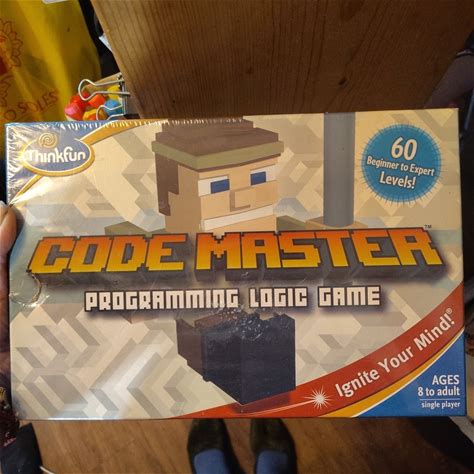 ThinkFun
60
Beginner to Expert
Levels!
CODE MASTER™
PROGRAMMING LOGIC GAME
Ignite Your Mind!®
AGES
8 to adult
single player